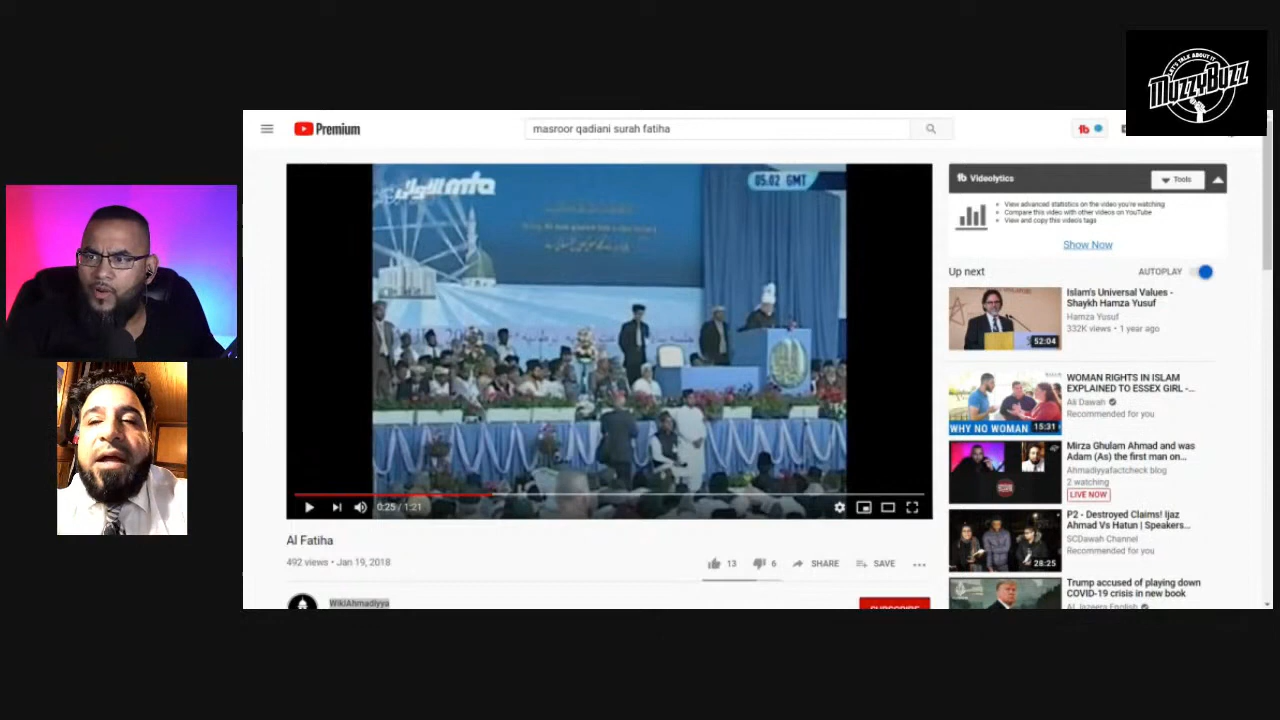 LET'S TALK ABOUT IT
MUZZYBUZZ
Premium
masroor qadiani surah fatiha
mta
05:02 GMT
Videolytics
Tools
View advanced statistics on the video you're watching
Compare this video with other videos on YouTube
View and copy this video's tags
Show Now
Up next
AUTOPLAY
Islam's Universal Values -
Shaykh Hamza Yusuf
Hamza Yusuf
332K views • 1 year ago
52:04
WOMAN RIGHTS IN ISLAM
EXPLAINED TO ESSEX GIRL -...
Ali Dawah
Recommended for you
WHY NO WOMAN
15:31
Mirza Ghulam Ahmad and was
Adam (As) the first man on...
Ahmadiyyafactcheck blog
2 watching
LIVE NOW
P2 - Destroyed Claims! Ijaz
Ahmad Vs Hatun | Speakers...
SCDawah Channel
Recommended for you
28:25
Trump accused of playing down
COVID-19 crisis in new book
Al Jazeera English
0:25 / 1:21
Al Fatiha
492 views • Jan 19, 2018
13
6
SHARE
SAVE
WikiAhmadiyya
SUBSCRIBE